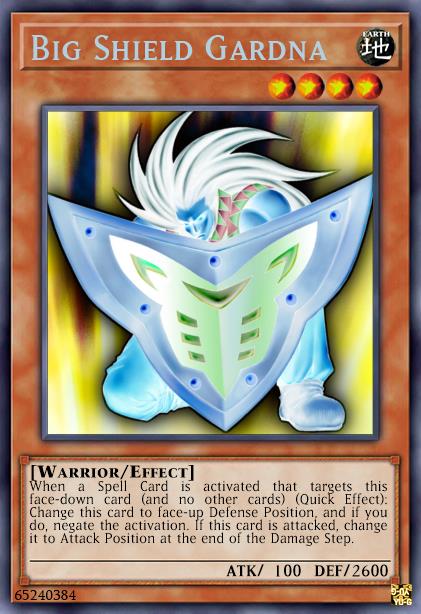 BIG SHIELD GARDNA
EARTH
地
[WARRIOR/EFFECT]
When a Spell Card is activated that targets this
face-down card (and no other cards) (Quick Effect):
Change this card to face-up Defense Position, and if you
do, negate the activation. If this card is attacked, change
it to Attack Position at the end of the Damage Step.
ATK/ 100 DEF/2600
65240384